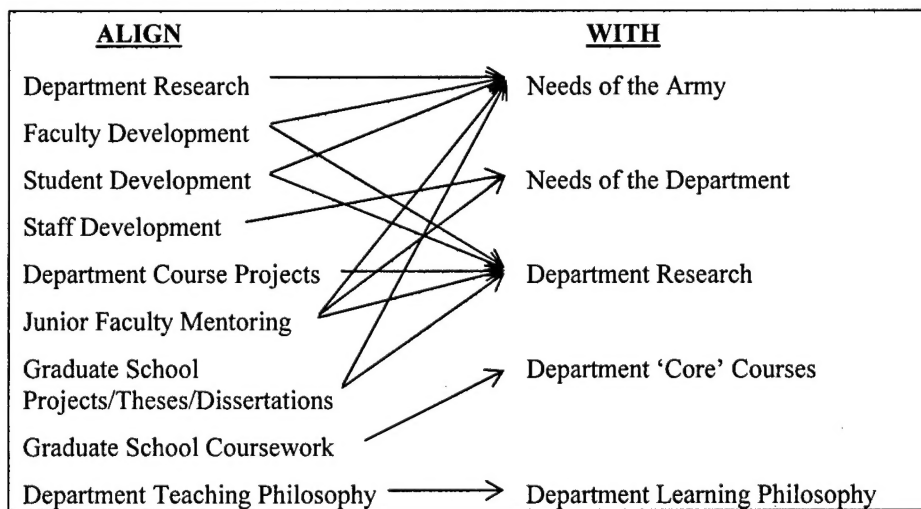 ALIGN WITH
Department Research Needs of the Army
Faculty Development
Student Development Needs of the Department
Staff Development
Department Course Projects Department Research
Junior Faculty Mentoring
Graduate School Department ‘Core’ Courses
Projects/Theses/Dissertations
Graduate School Coursework
Department Teaching Philosophy Department Learning Philosophy